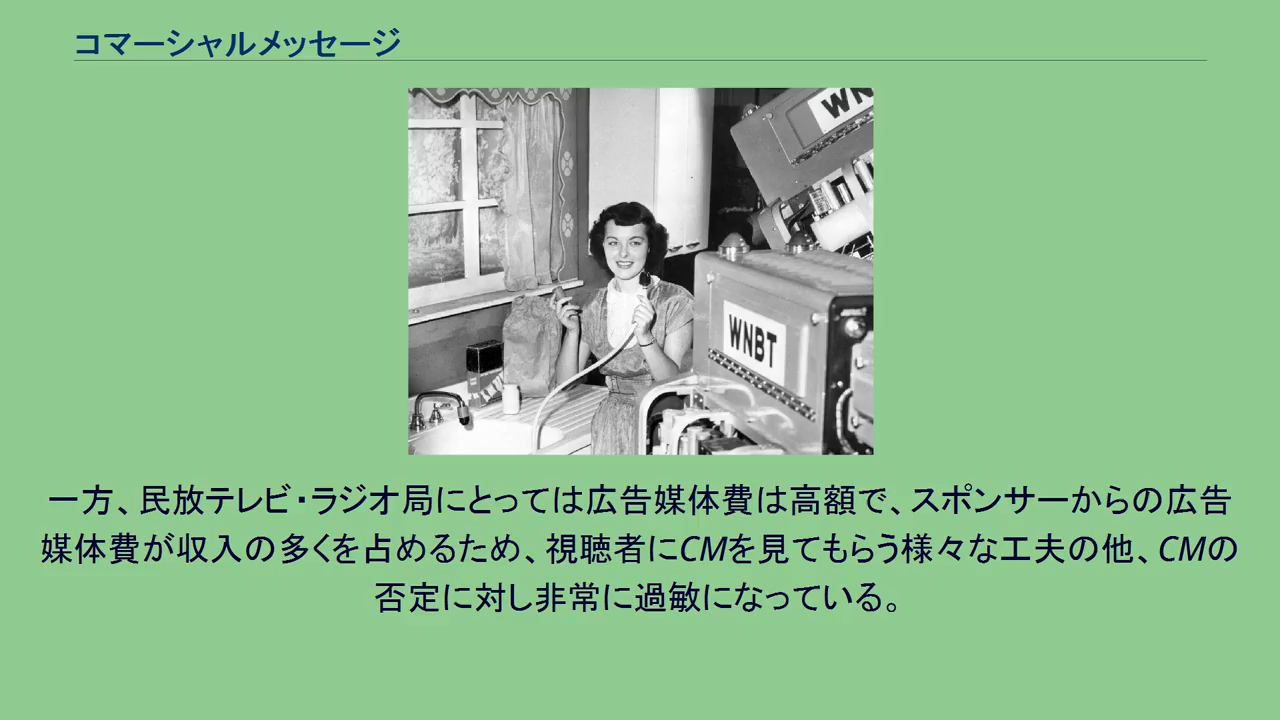 コマーシャルメッセージ
WN
WNBT
一方、民放テレビ・ラジオ局にとっては広告媒体費は高額で、スポンサーからの広告
媒体費が収入の多くを占めるため、視聴者にCMを見てもらう様々な工夫の他、CMの
否定に対し非常に過敏になっている。